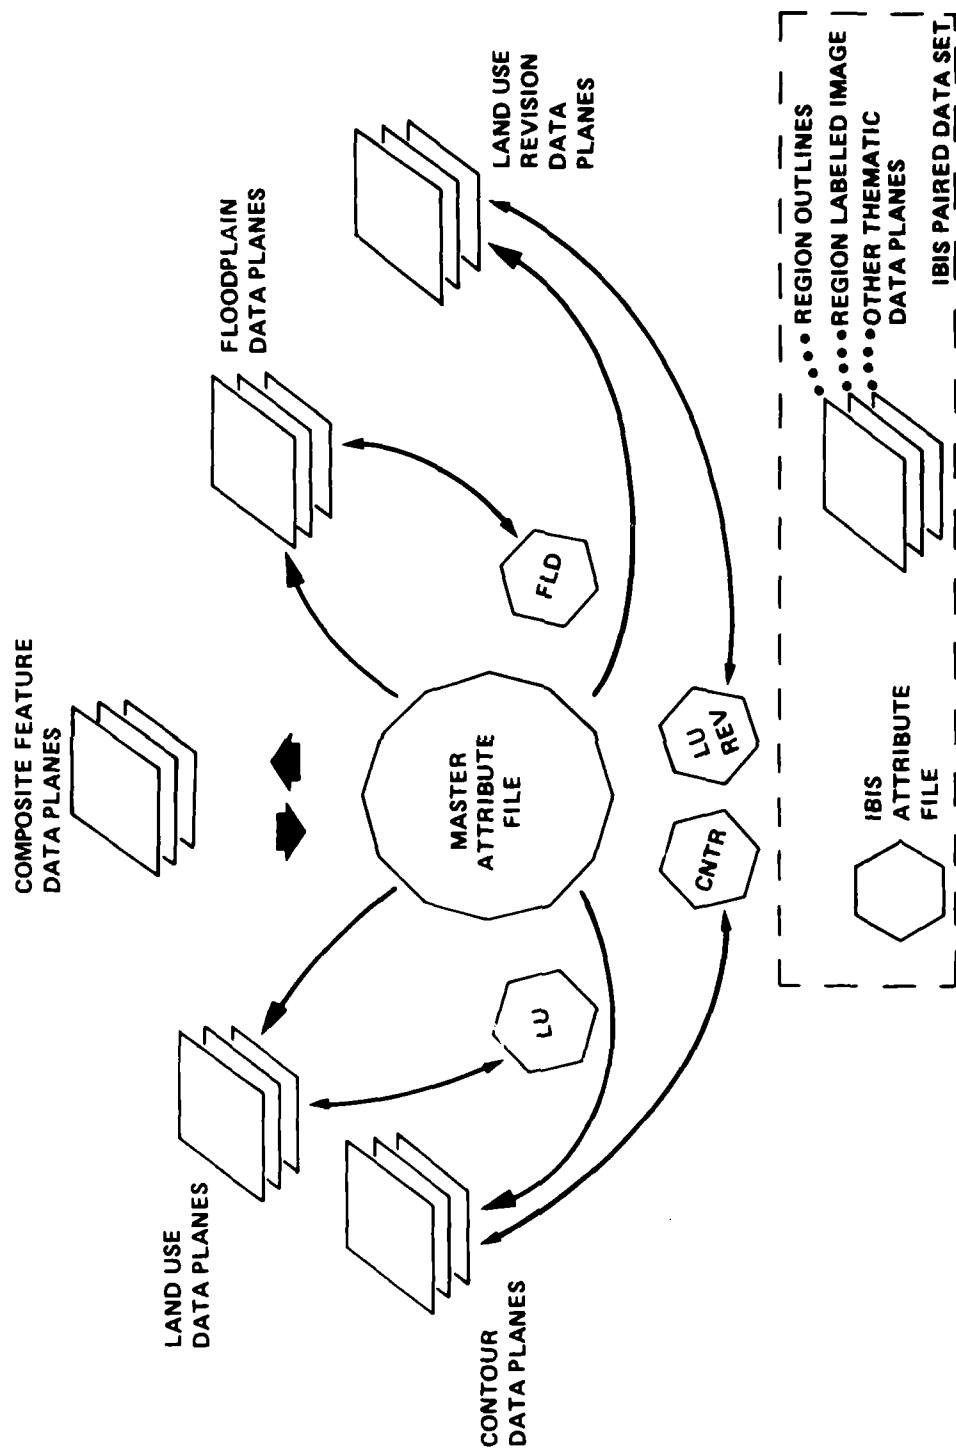 COMPOSITE FEATURE
DATA PLANES
LAND USE
DATA PLANES
FLOODPLAIN
DATA PLANES
CONTOUR
DATA PLANES
LAND USE
REVISION
DATA
PLANES
MASTER
ATTRIBUTE
FILE
LU
FLD
CNTR
LU
REV
IBIS
ATTRIBUTE
FILE
REGION OUTLINES
REGION LABELED IMAGE
OTHER THEMATIC
DATA PLANES
IBIS PAIRED DATA SET